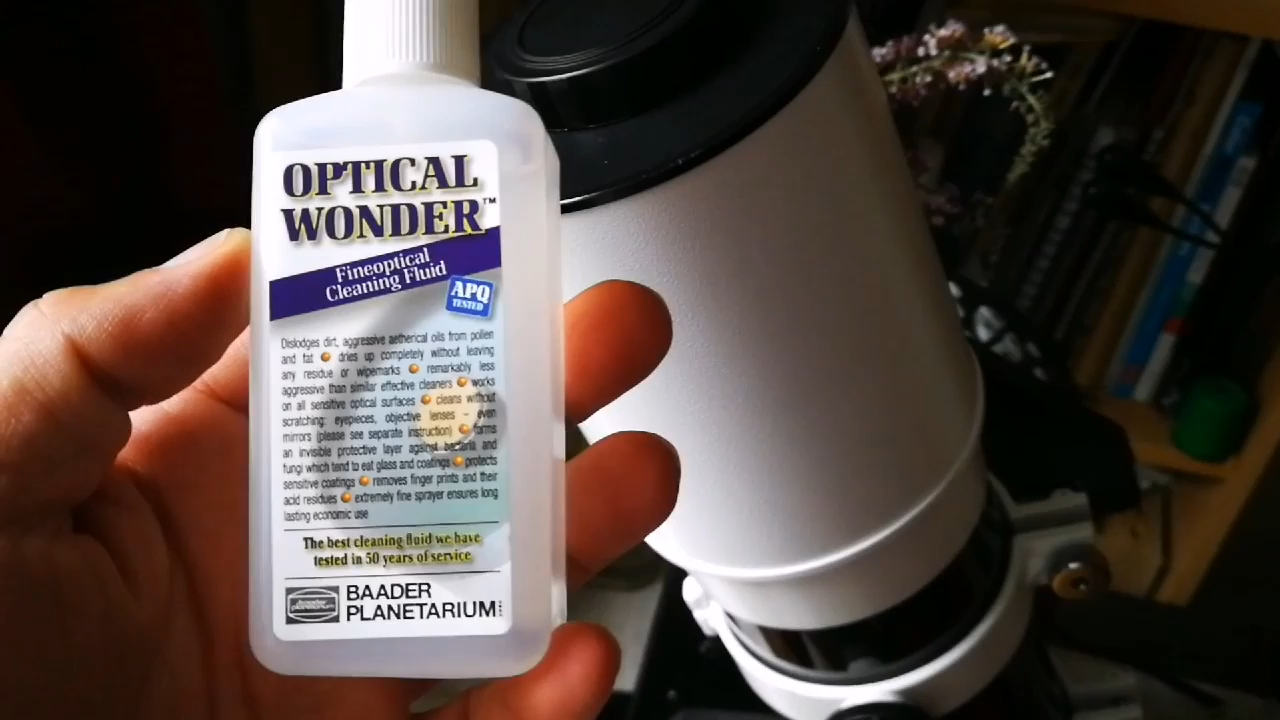 OPTICAL
WONDER™
Fineoptical
Cleaning Fluid
APQ
TESTED
Dislodges dirt, aggressive aetherical oils from pollen
and fat ● dries up completely without leaving
any residue or wipemarks ● remarkably less
aggressive than similar effective cleaners ● works
on all sensitive optical surfaces ● cleans without
scratching: eyepieces, objective lenses – even
mirrors (please see separate instruction) ● forms
an invisible protective layer against bacteria and
fungi which tend to eat glass and coatings ● protects
sensitive coatings ● removes finger prints and their
acid residues ● extremely fine sprayer ensures long
lasting economic use
The best cleaning fluid we have
tested in 50 years of service
baader
planetarium
BAADER
PLANETARIUM